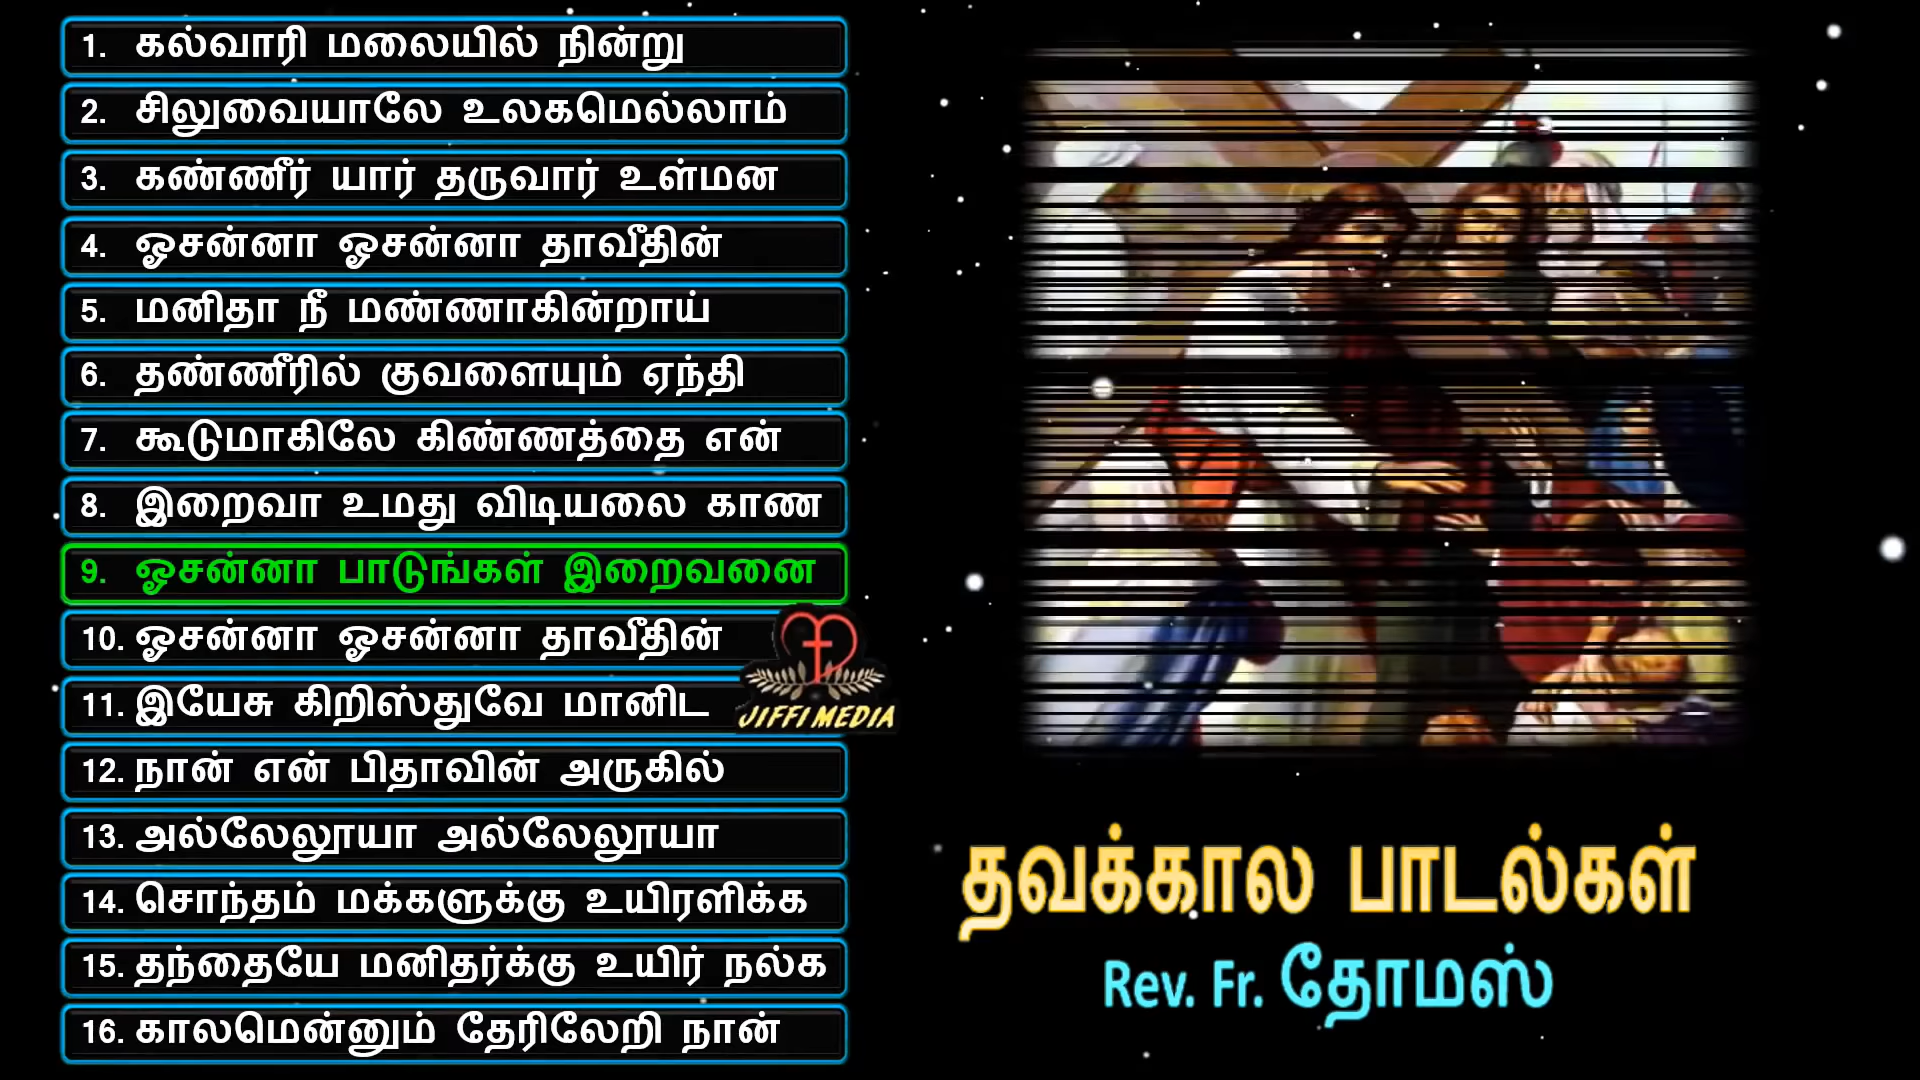 1. கல்வாரி மலையில் நின்று
2. சிலுவையாலே உலகமெல்லாம்
3. கண்ணீர் யார் தருவார் உள்மன
4. ஓசன்னா ஓசன்னா தாவீதின்
5. மனிதா நீ மண்ணாகின்றாய்
6. தண்ணீரில் குவளையும் ஏந்தி
7. கூடுமாகிலே கிண்ணத்தை என்
8. இறைவா உமது விடியலை காண
9. ஓசன்னா பாடுங்கள் இறைவனை
10. ஓசன்னா ஓசன்னா தாவீதின்
11. இயேசு கிறிஸ்துவே மானிட
12. நான் என் பிதாவின் அருகில்
13. அல்லேலூயா அல்லேலூயா
14. சொந்தம் மக்களுக்கு உயிரளிக்க
15. தந்தையே மனிதர்க்கு உயிர் நல்க
16. காலமென்னும் தேரிலேறி நான்
JIFFI MEDIA
தவக்கால பாடல்கள்
Rev. Fr. தோமஸ்